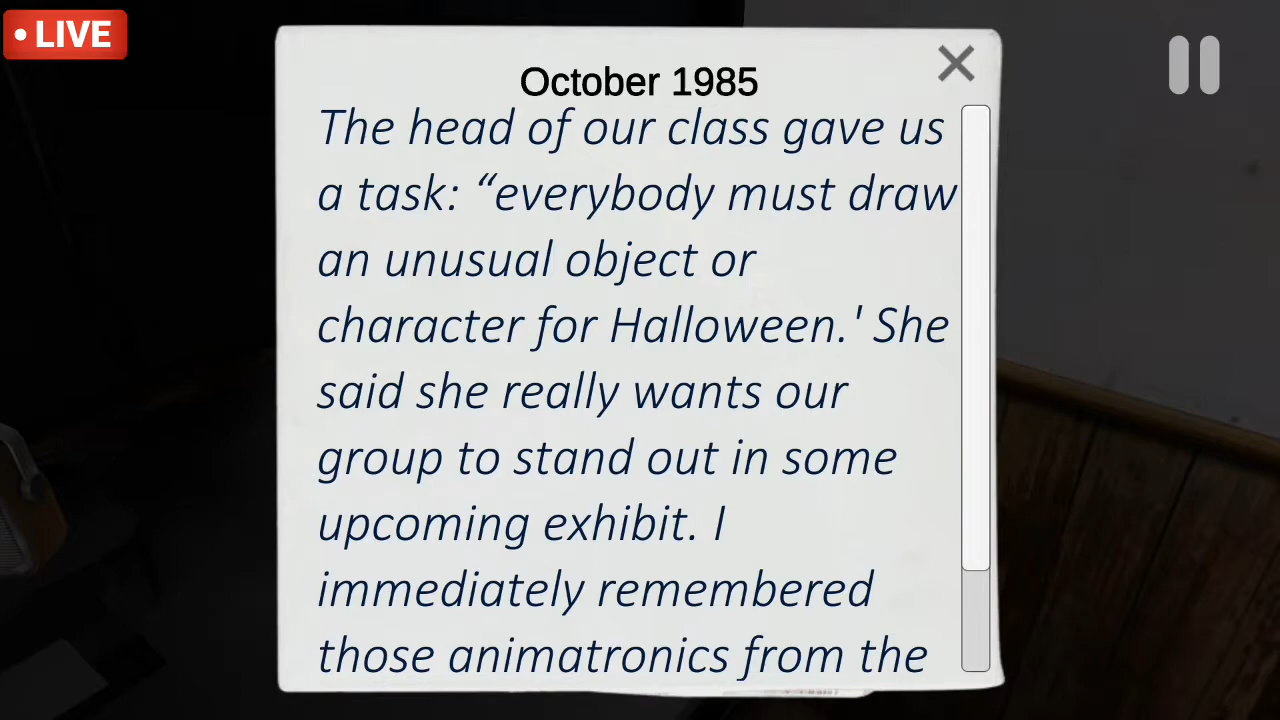 • LIVE
October 1985
The head of our class gave us
a task: “everybody must draw
an unusual object or
character for Halloween.' She
said she really wants our
group to stand out in some
upcoming exhibit. I
immediately remembered
those animatronics from the